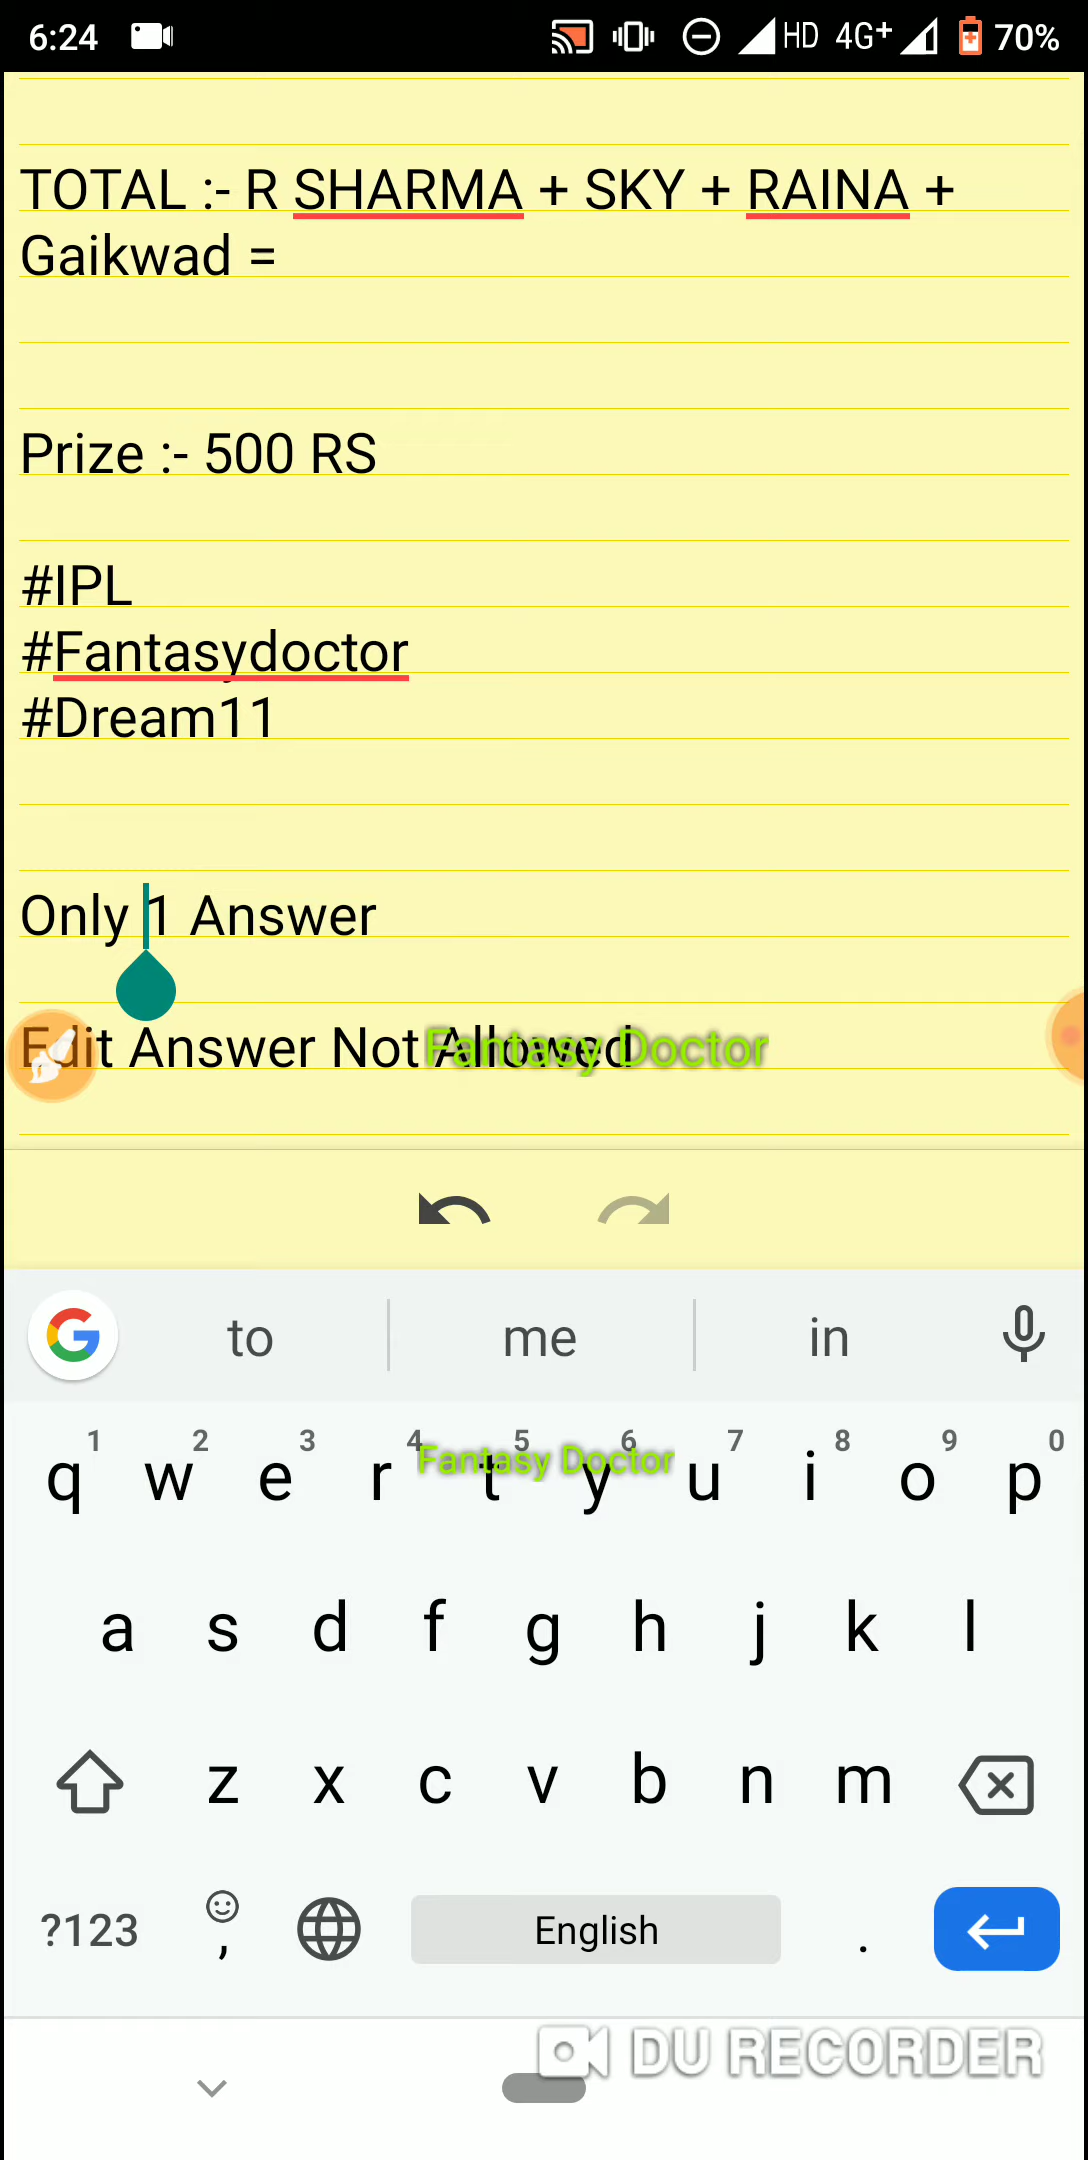 6:24 HD 4G+ 70%
TOTAL :- R SHARMA + SKY + RAINA +
Gaikwad =
Prize :- 500 RS
#IPL
#Fantasydoctor
#Dream11
Only 1 Answer
Edit Answer Not Allowed
Fantasy Doctor
to me in
1 2 3 4 5 6 7 8 9 0
q w e r t y u i o p
Fantasy Doctor
a s d f g h j k l
z x c v b n m
?123 , English .
DU RECORDER